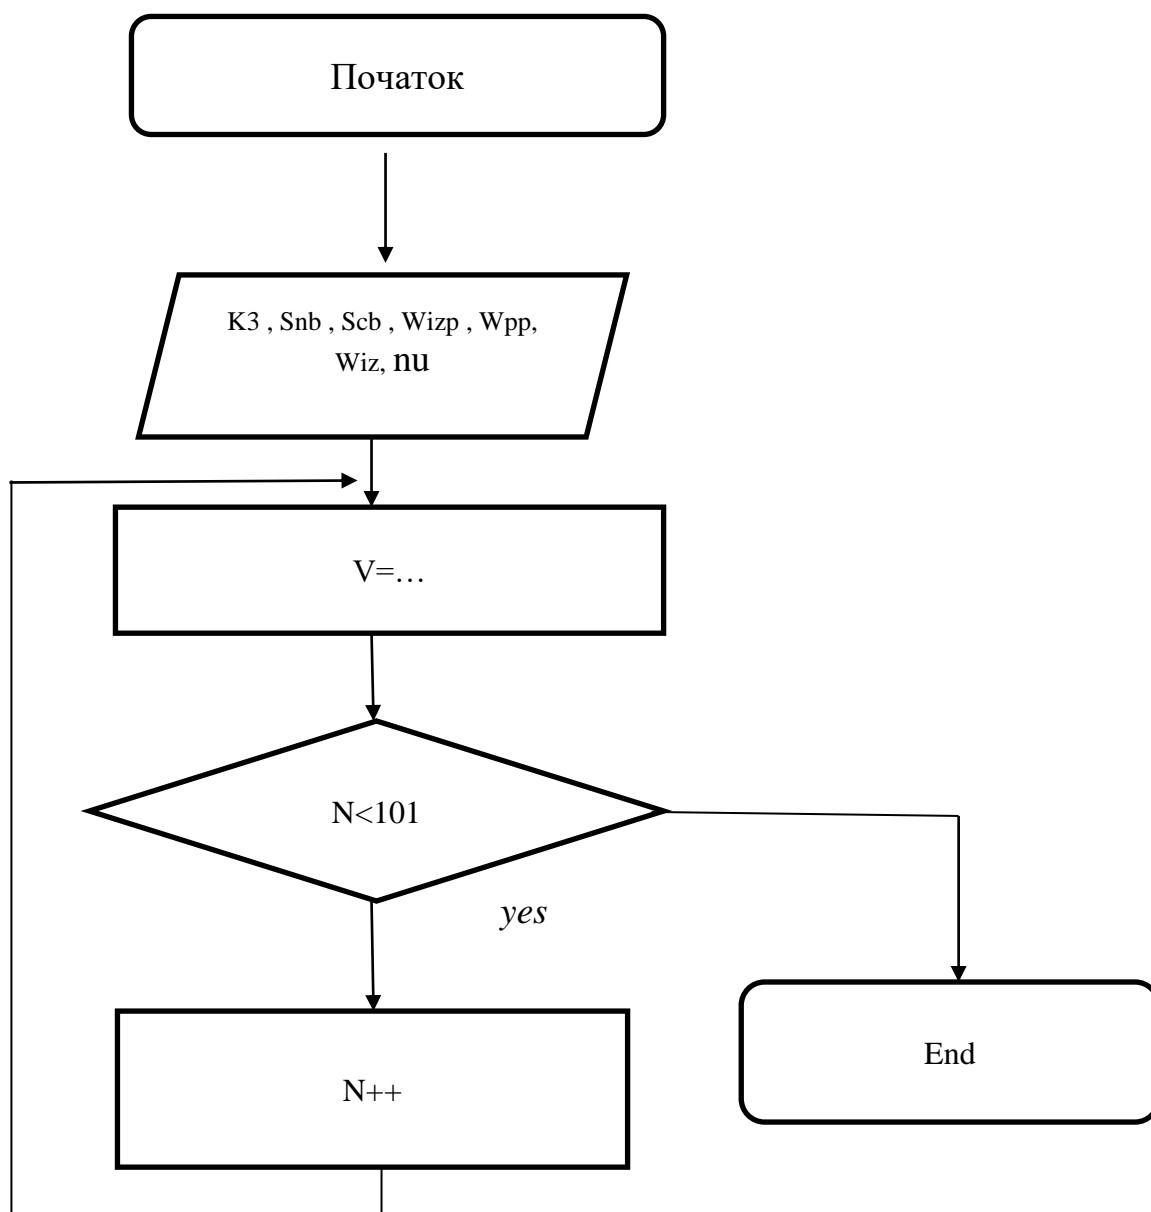 Початок
K3 , Snb , Scb , Wizp , Wpp,
Wiz, nu
V=…
N<101
yes
N++
End